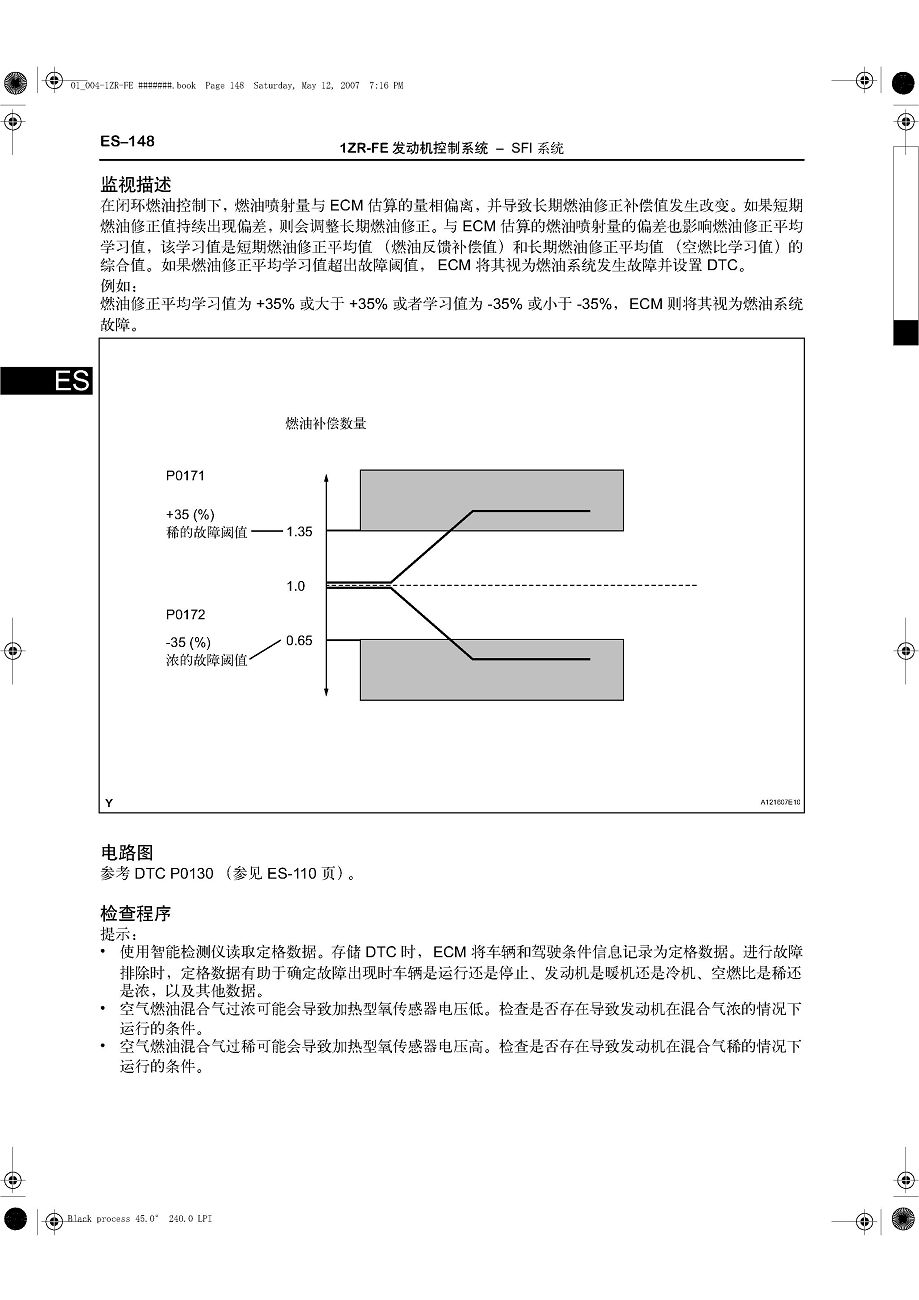 01_004-1ZR-FE #######.book Page 148 Saturday, May 12, 2007 7:16 PM
ES–148
1ZR-FE 发动机控制系统 – SFI 系统
监视描述
在闭环燃油控制下，燃油喷射量与 ECM 估算的量相偏离，并导致长期燃油修正补偿值发生改变。如果短期
燃油修正值持续出现偏差，则会调整长期燃油修正。与 ECM 估算的燃油喷射量的偏差也影响燃油修正平均
学习值，该学习值是短期燃油修正平均值 （燃油反馈补偿值）和长期燃油修正平均值 （空燃比学习值）的
综合值。如果燃油修正平均学习值超出故障阈值， ECM 将其视为燃油系统发生故障并设置 DTC。
例如：
燃油修正平均学习值为 +35% 或大于 +35% 或者学习值为 -35% 或小于 -35%， ECM 则将其视为燃油系统
故障。
ES
燃油补偿数量
P0171
+35 (%)
稀的故障阈值
1.35
1.0
P0172
-35 (%)
0.65
浓的故障阈值
Y
A121607E10
电路图
参考 DTC P0130 （参见 ES-110 页）。
检查程序
提示：
• 使用智能检测仪读取定格数据。存储 DTC 时， ECM 将车辆和驾驶条件信息记录为定格数据。进行故障
排除时，定格数据有助于确定故障出现时车辆是运行还是停止、发动机是暖机还是冷机、空燃比是稀还
是浓，以及其他数据。
• 空气燃油混合气过浓可能会导致加热型氧传感器电压低。检查是否存在导致发动机在混合气浓的情况下
运行的条件。
• 空气燃油混合气过稀可能会导致加热型氧传感器电压高。检查是否存在导致发动机在混合气稀的情况下
运行的条件。
Black process 45.0° 240.0 LPI